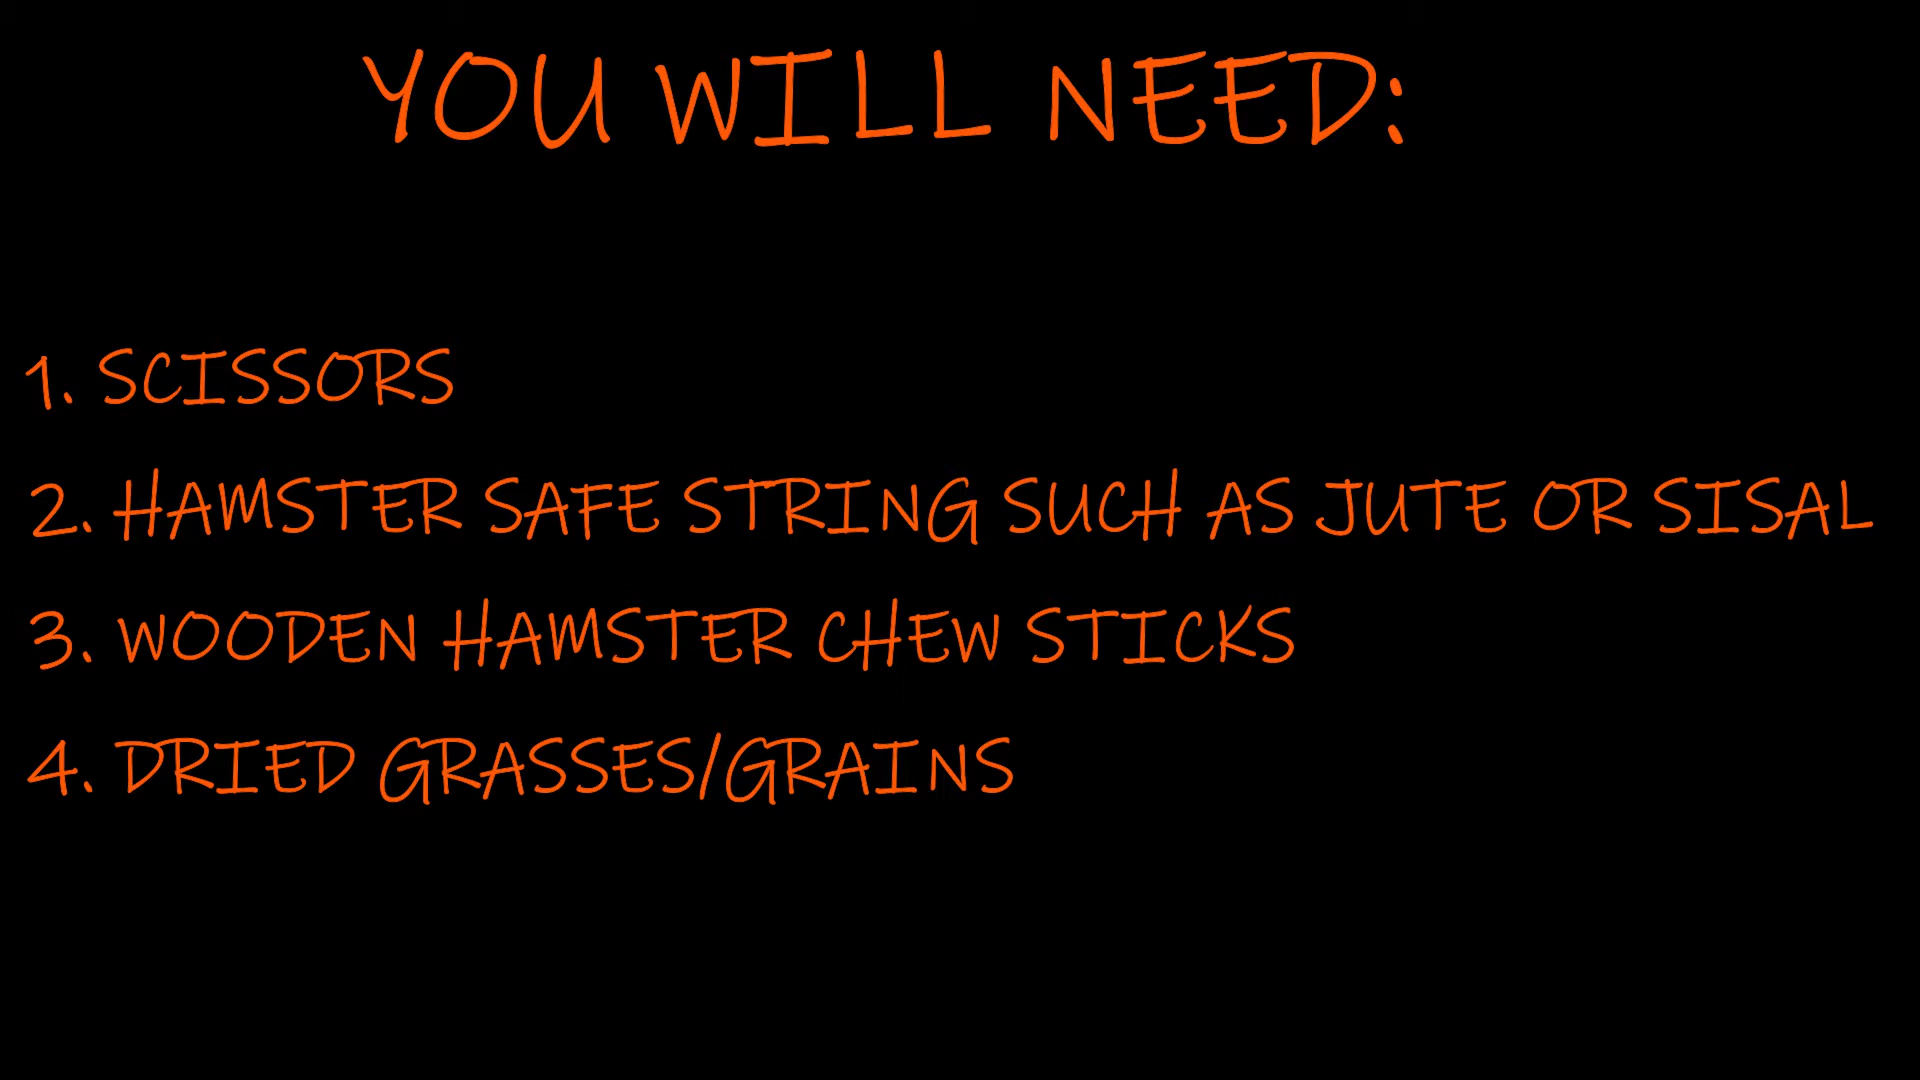 YOU WILL NEED:
1. SCISSORS
2. HAMSTER SAFE STRING SUCH AS JUTE OR SISAL
3. WOODEN HAMSTER CHEW STICKS
4. DRIED GRASSES/GRAINS